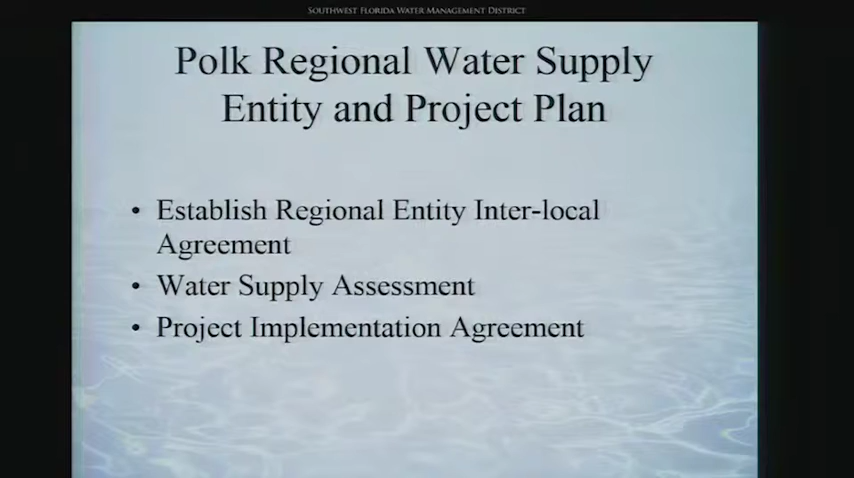 SOUTHWEST FLORIDA WATER MANAGEMENT DISTRICT
Polk Regional Water Supply
Entity and Project Plan
• Establish Regional Entity Inter-local
Agreement
• Water Supply Assessment
• Project Implementation Agreement